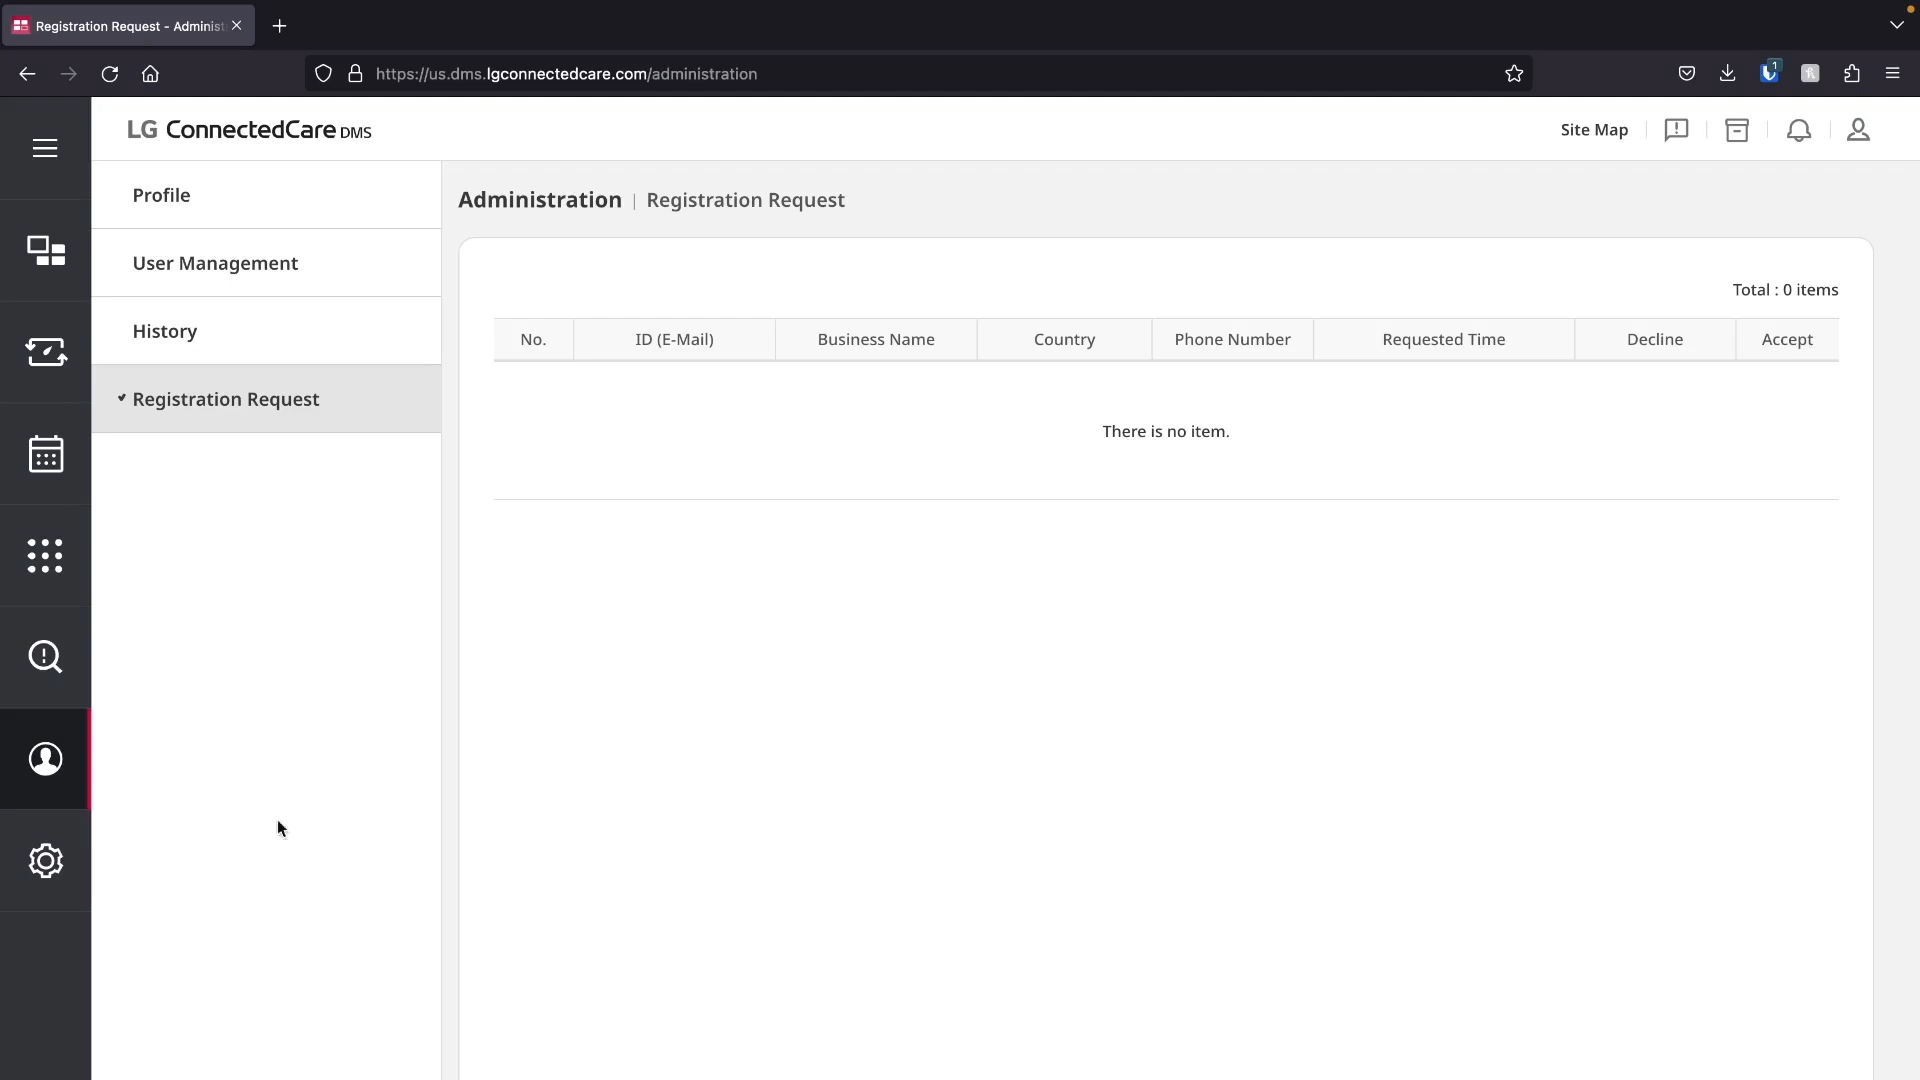 Registration Request - Adminis
https://us.dms.lgconnectedcare.com/administration
1
LG ConnectedCare DMS
Site Map
Profile
User Management
History
Registration Request
Administration | Registration Request
Total : 0 items
No. ID (E-Mail) Business Name Country Phone Number Requested Time Decline Accept
There is no item.